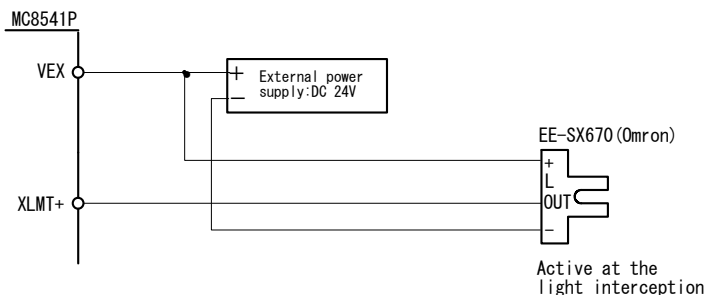 MC8541P
VEX
+ External power
− supply:DC 24V
EE-SX670(Omron)
+
L
XLMT+
OUT
−
Active at the
light interception